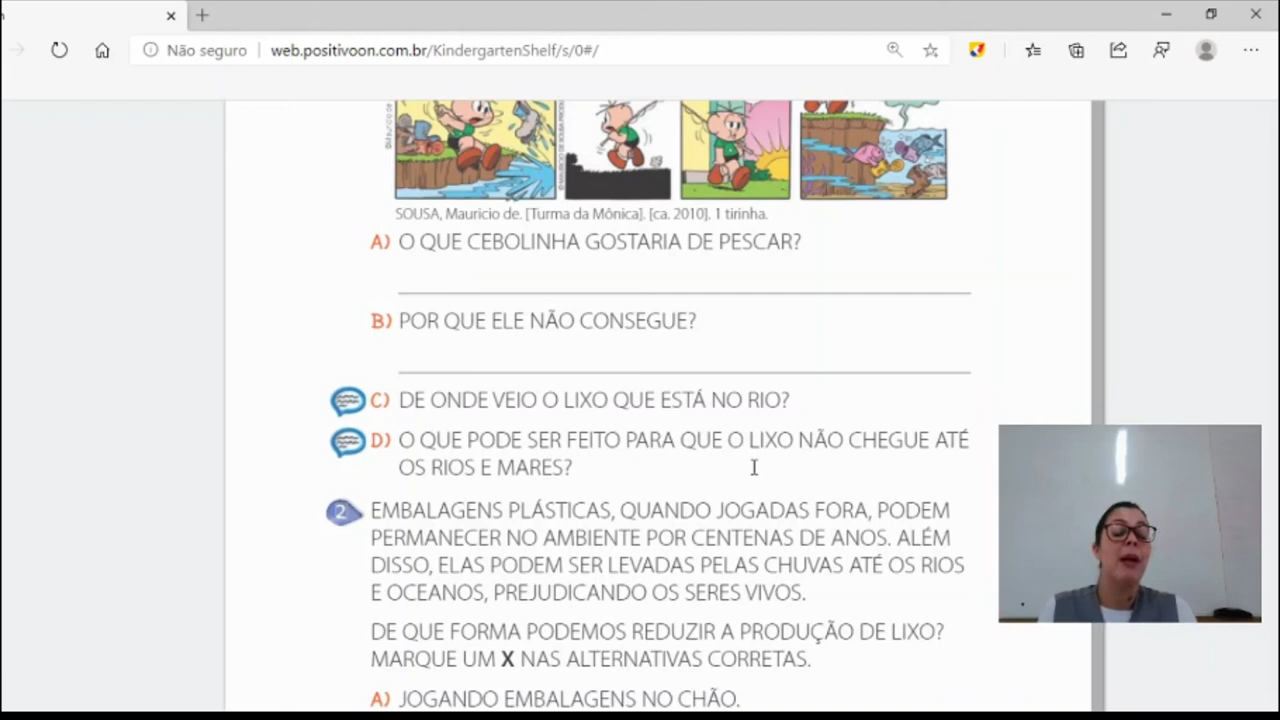 Não seguro
web.positivoon.com.br/KindergartenShelf/s/0#/
SOUSA, Mauricio de. [Turma da Mônica]. [ca. 2010]. 1 tirinha.
A) O QUE CEBOLINHA GOSTARIA DE PESCAR?
B) POR QUE ELE NÃO CONSEGUE?
C) DE ONDE VEIO O LIXO QUE ESTÁ NO RIO?
D) O QUE PODE SER FEITO PARA QUE O LIXO NÃO CHEGUE ATÉ
OS RIOS E MARES?
2 EMBALAGENS PLÁSTICAS, QUANDO JOGADAS FORA, PODEM
PERMANECER NO AMBIENTE POR CENTENAS DE ANOS. ALÉM
DISSO, ELAS PODEM SER LEVADAS PELAS CHUVAS ATÉ OS RIOS
E OCEANOS, PREJUDICANDO OS SERES VIVOS.
DE QUE FORMA PODEMOS REDUZIR A PRODUÇÃO DE LIXO?
MARQUE UM X NAS ALTERNATIVAS CORRETAS.
A) JOGANDO EMBALAGENS NO CHÃO.